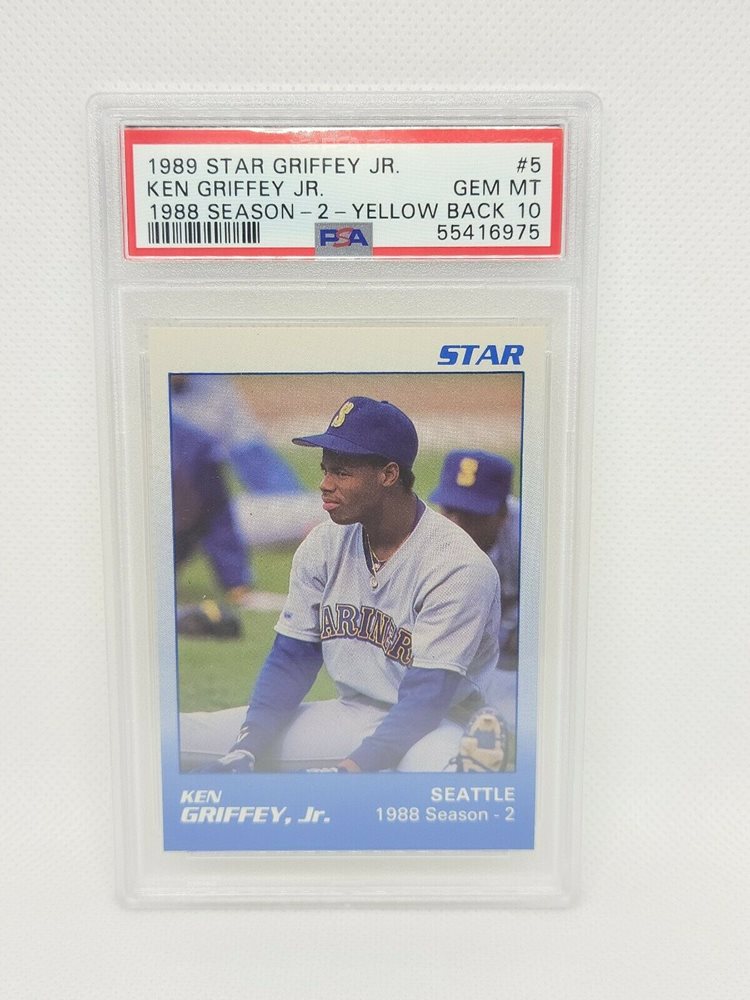 1989 STAR GRIFFEY JR. #5
KEN GRIFFEY JR. GEM MT
1988 SEASON - 2 - YELLOW BACK 10
PSA 55416975
STAR
S
S
ARINER
KEN
GRIFFEY, Jr.
SEATTLE
1988 Season - 2